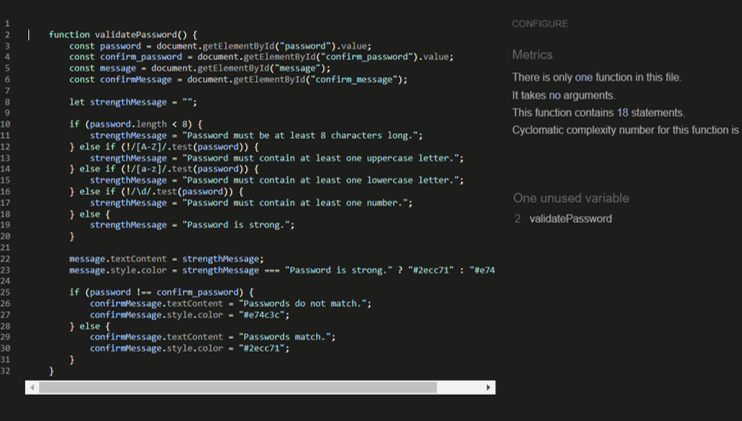 1
2 function validatePassword() {
3 const password = document.getElementById("password").value;
4 const confirm_password = document.getElementById("confirm_password").value;
5 const message = document.getElementById("message");
6 const confirmMessage = document.getElementById("confirm_message");
7
8 let strengthMessage = "";
9
10 if (password.length < 8) {
11 strengthMessage = "Password must be at least 8 characters long.";
12 } else if (!/[A-Z]/.test(password)) {
13 strengthMessage = "Password must contain at least one uppercase letter.";
14 } else if (!/[a-z]/.test(password)) {
15 strengthMessage = "Password must contain at least one lowercase letter.";
16 } else if (!/\d/.test(password)) {
17 strengthMessage = "Password must contain at least one number.";
18 } else {
19 strengthMessage = "Password is strong.";
20 }
21
22 message.textContent = strengthMessage;
23 message.style.color = strengthMessage === "Password is strong." ? "#2ecc71" : "#e74
24
25 if (password !== confirm_password) {
26 confirmMessage.textContent = "Passwords do not match.";
27 confirmMessage.style.color = "#e74c3c";
28 } else {
29 confirmMessage.textContent = "Passwords match.";
30 confirmMessage.style.color = "#2ecc71";
31 }
32 }
CONFIGURE
Metrics
There is only one function in this file.
It takes no arguments.
This function contains 18 statements.
Cyclomatic complexity number for this function is
One unused variable
2 validatePassword